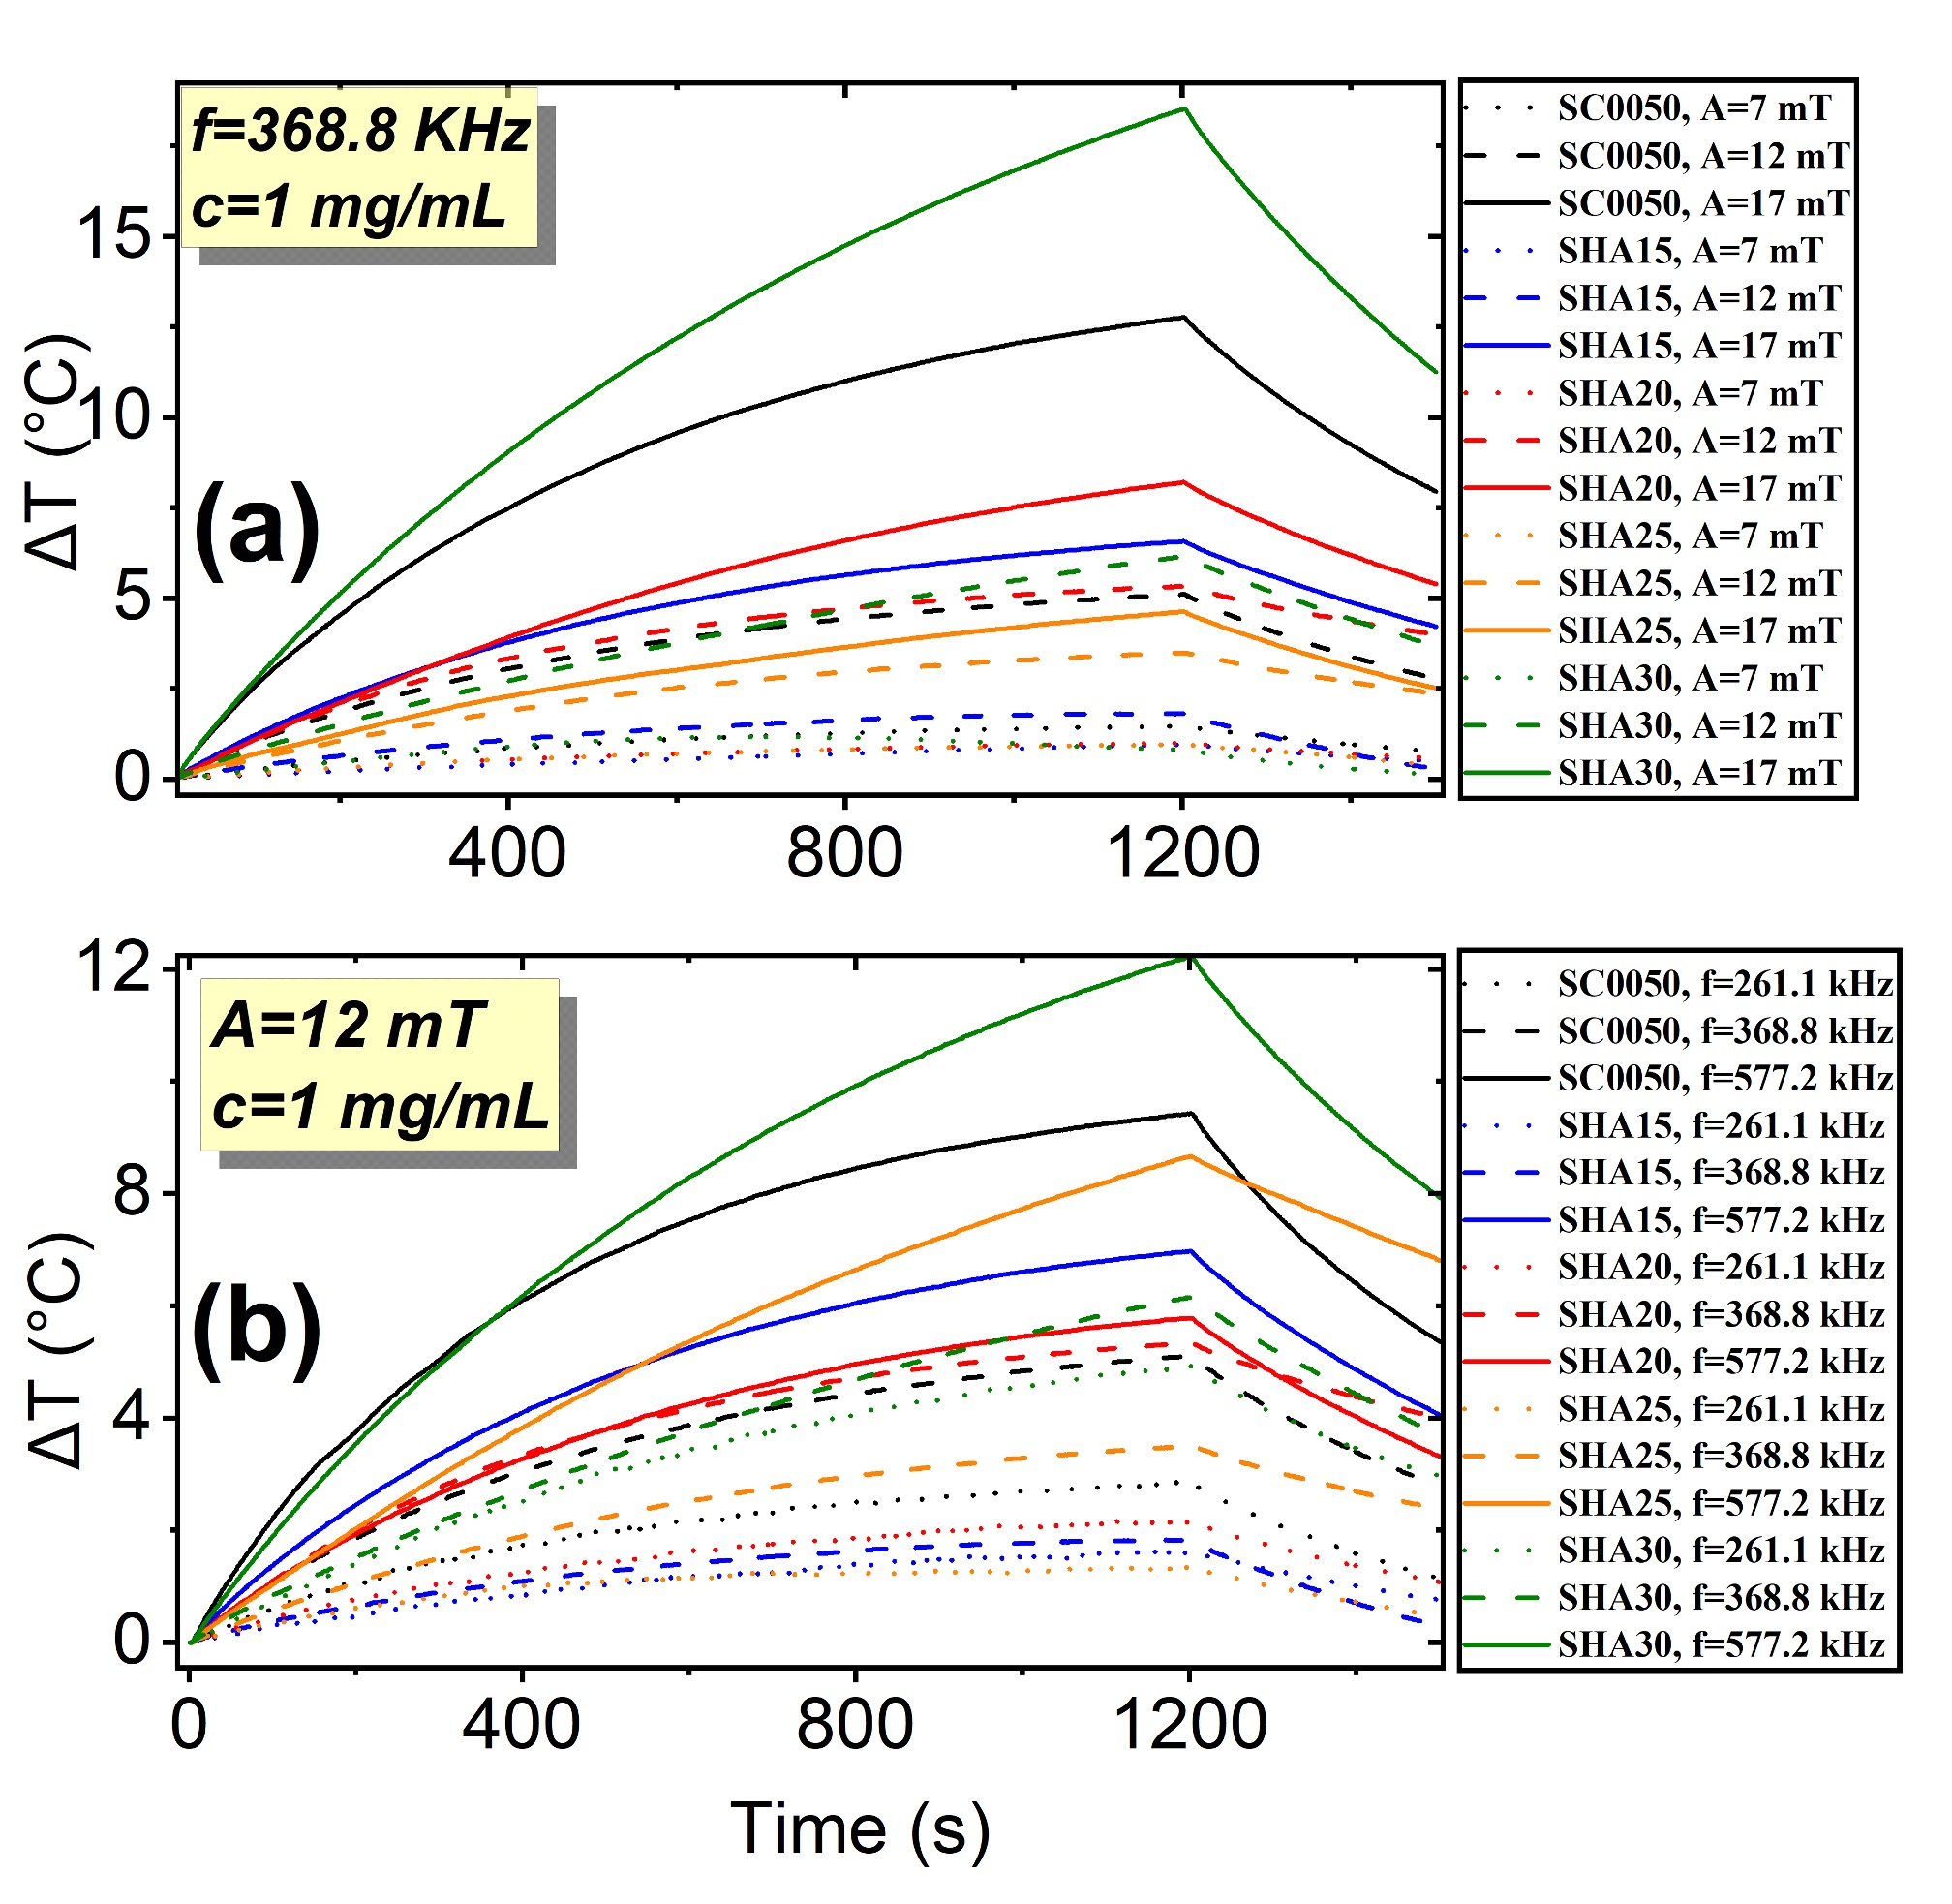 f=368.8 KHz
c=1 mg/mL
(a)
ΔT (°C)
15
10
5
0
400
800
1200
SC0050, A=7 mT
SC0050, A=12 mT
SC0050, A=17 mT
SHA15, A=7 mT
SHA15, A=12 mT
SHA15, A=17 mT
SHA20, A=7 mT
SHA20, A=12 mT
SHA20, A=17 mT
SHA25, A=7 mT
SHA25, A=12 mT
SHA25, A=17 mT
SHA30, A=7 mT
SHA30, A=12 mT
SHA30, A=17 mT
A=12 mT
c=1 mg/mL
(b)
ΔT (°C)
12
8
4
0
0
400
800
1200
Time (s)
SC0050, f=261.1 kHz
SC0050, f=368.8 kHz
SC0050, f=577.2 kHz
SHA15, f=261.1 kHz
SHA15, f=368.8 kHz
SHA15, f=577.2 kHz
SHA20, f=261.1 kHz
SHA20, f=368.8 kHz
SHA20, f=577.2 kHz
SHA25, f=261.1 kHz
SHA25, f=368.8 kHz
SHA25, f=577.2 kHz
SHA30, f=261.1 kHz
SHA30, f=368.8 kHz
SHA30, f=577.2 kHz